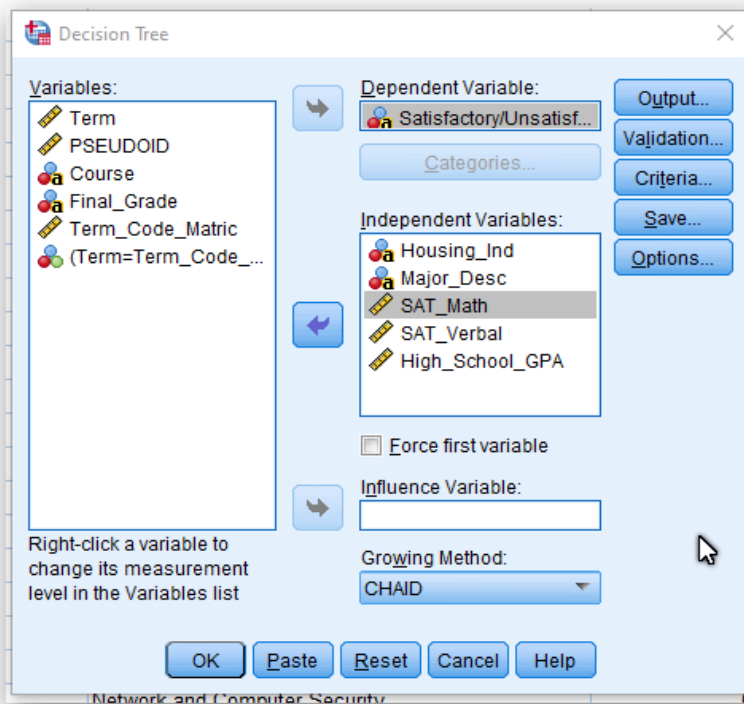 Decision Tree
Variables:
Term
PSEUDOID
Course
Final_Grade
Term_Code_Matric
(Term=Term_Code_...
Right-click a variable to
change its measurement
level in the Variables list
Dependent Variable:
Satisfactory/Unsatisf...
Categories...
Independent Variables:
Housing_Ind
Major_Desc
SAT_Math
SAT_Verbal
High_School_GPA
Force first variable
Influence Variable:
Growing Method:
CHAID
Output...
Validation...
Criteria...
Save...
Options...
OK
Paste
Reset
Cancel
Help
Network and Computer Security